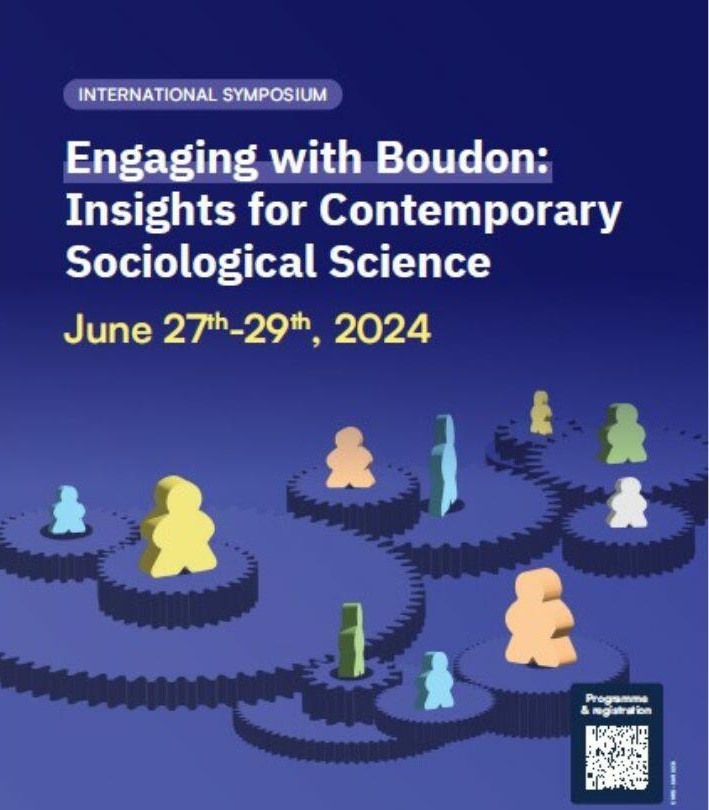 INTERNATIONAL SYMPOSIUM
Engaging with Boudon:
Insights for Contemporary
Sociological Science
June 27th-29th, 2024
Programme
& registration